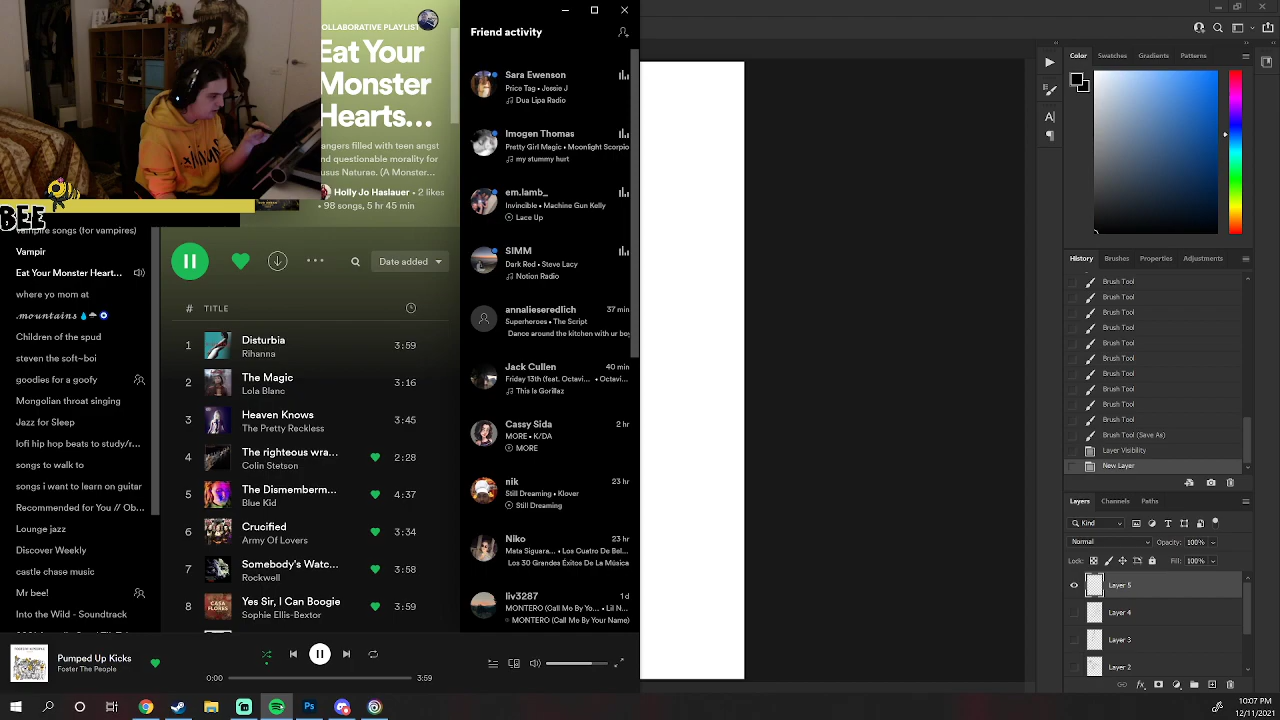 COLLABORATIVE PLAYLIST
Eat Your
Monster
Hearts…
angers filled with teen angst
nd questionable morality for
usus Naturae. (A Monster...
Holly Jo Haslauer • 2 likes
• 98 songs, 5 hr 45 min
BEE
vampire songs (for vampires)
Vampir
Eat Your Monster Heart...
where yo mom at
.mountains
Children of the spud
steven the soft~boi
goodies for a goofy
Mongolian throat singing
Jazz for Sleep
lofi hip hop beats to study/r...
songs to walk to
songs i want to learn on guitar
Recommended for You // Ob...
Lounge jazz
Discover Weekly
castle chase music
Mr bee!
Into the Wild - Soundtrack
Date added
# TITLE
1 Disturbia 3:59
Rihanna
2 The Magic 3:16
Lola Blanc
3 Heaven Knows 3:45
The Pretty Reckless
4 The righteous wra... 2:28
Colin Stetson
5 The Dismemberm... 4:37
Blue Kid
6 Crucified 3:34
Army Of Lovers
7 Somebody's Watc... 3:58
Rockwell
8 Yes Sir, I Can Boogie 3:59
Sophie Ellis-Bextor
Friend activity
Sara Ewenson
Price Tag • Jessie J
Dua Lipa Radio
Imogen Thomas
Pretty Girl Magic • Moonlight Scorpio
my stummy hurt
em.lamb_
Invincible • Machine Gun Kelly
Lace Up
SIMM
Dark Red • Steve Lacy
Notion Radio
annalieseredlich 37 min
Superheroes • The Script
Dance around the kitchen with ur boy
Jack Cullen 40 min
Friday 13th (feat. Octavi... • Octavi...
This Is Gorillaz
Cassy Sida 2 hr
MORE • K/DA
MORE
nik 23 hr
Still Dreaming • Klover
Still Dreaming
Niko 23 hr
Mata Siguara... • Los Cuatro De Bel...
Los 30 Grandes Éxitos De La Música
liv3287 1 d
MONTERO (Call Me By Yo... • Lil N...
MONTERO (Call Me By Your Name)
Pumped Up Kicks
Foster The People
0:00 3:59
Color Swatches Gradients Patterns
History Brushes Properties Adjustments
Brush Tool
Brush Tool
Brush Tool
Brush Tool
Brush Tool
Brush Tool
Brush Tool
Brush Tool
Brush Tool
Brush Tool
Brush Tool (Save As)
Layer Visibility
New Layer
Layers Channels Paths
Kind
Normal Opacity: 100%
Lock: Fill: 100%
Layer 5
Layer 4
Layer 3
Layer 2
10:07 PM
10/07/2021